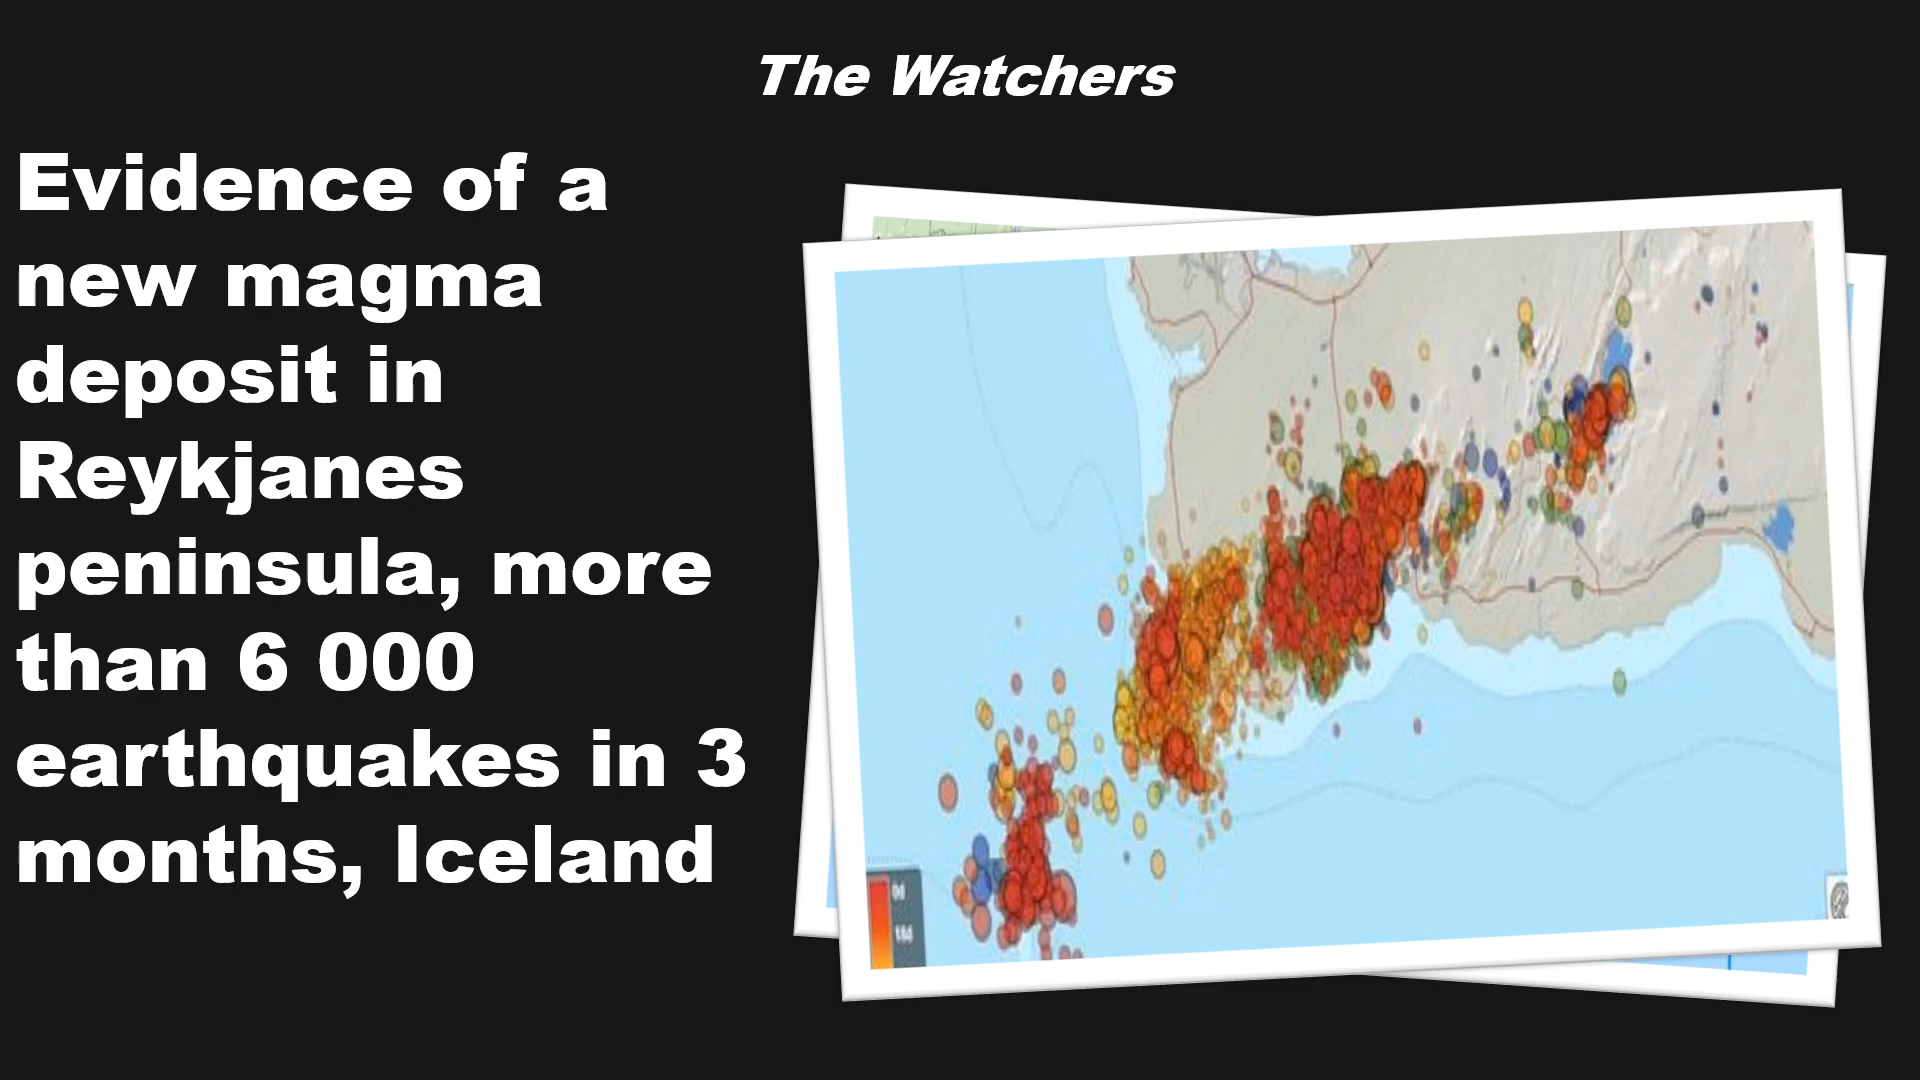 The Watchers
Evidence of a
new magma
deposit in
Reykjanes
peninsula, more
than 6 000
earthquakes in 3
months, Iceland